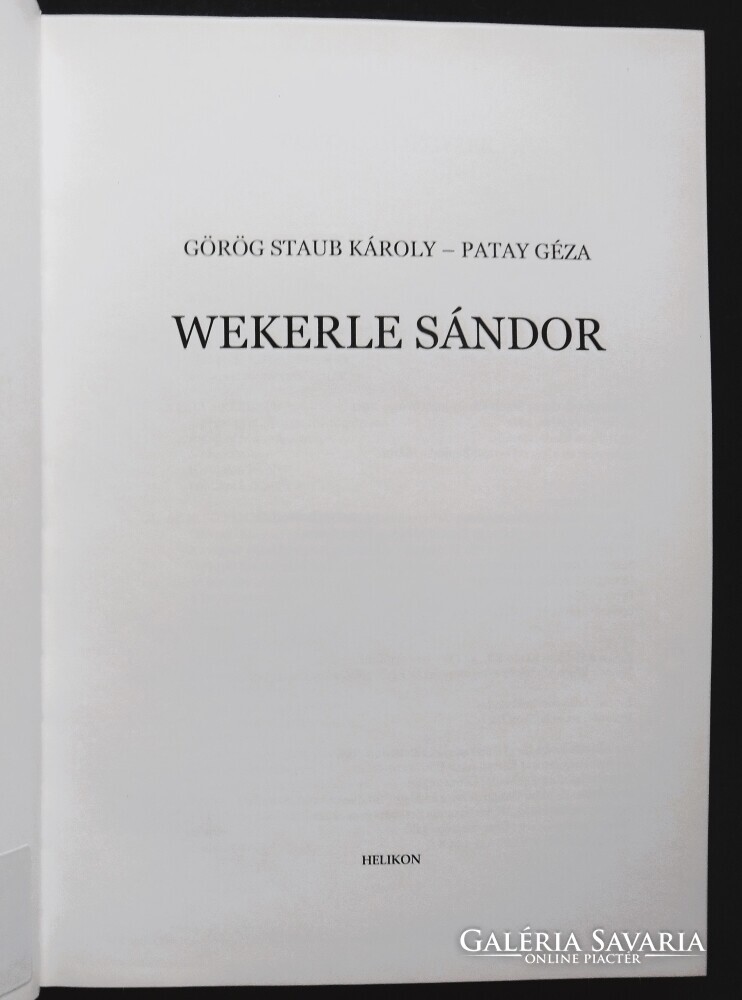 GÖRÖG STAUB KÁROLY – PATAY GÉZA
WEKERLE SÁNDOR
HELIKON
GALÉRIA SAVARIA
ONLINE PIACTÉR